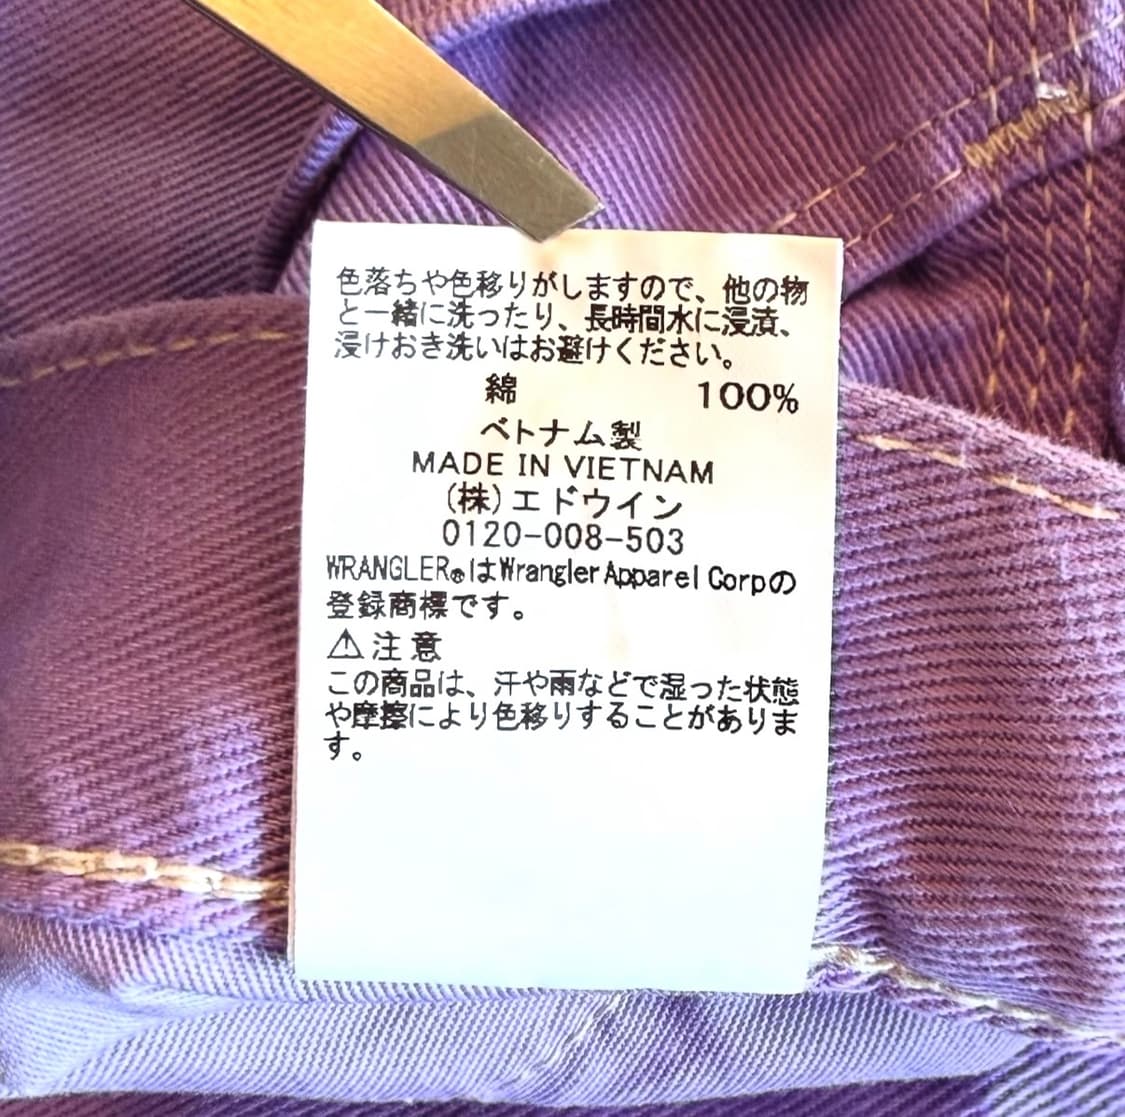 色落ちや色移りがしますので、他の物
と一緒に洗ったり、長時間水に浸漬、
浸けおき洗いはお避けください。
綿 100%
ベトナム製
MADE IN VIETNAM
(株)エドウイン
0120-008-503
WRANGLER®はWrangler Apparel Corpの
登録商標です。
⚠注意
この商品は、汗や雨などで湿った状態
や摩擦により色移りすることがありま
す。